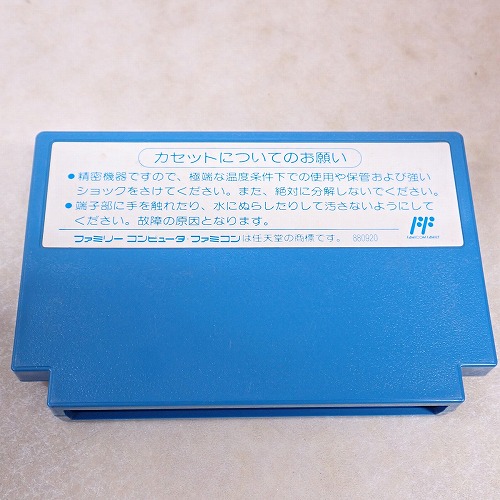 カセットについてのお願い
●精密機器ですので、極端な温度条件下での使用や保管および強い
ショックをさけてください。また、絶対に分解しないでください。
●端子部に手を触れたり、水にぬらしたりして汚さないようにして
ください。故障の原因となります。
ファミリー コンピュータ・ファミコンは任天堂の商標です。 880920
FAMICOM FAMILY